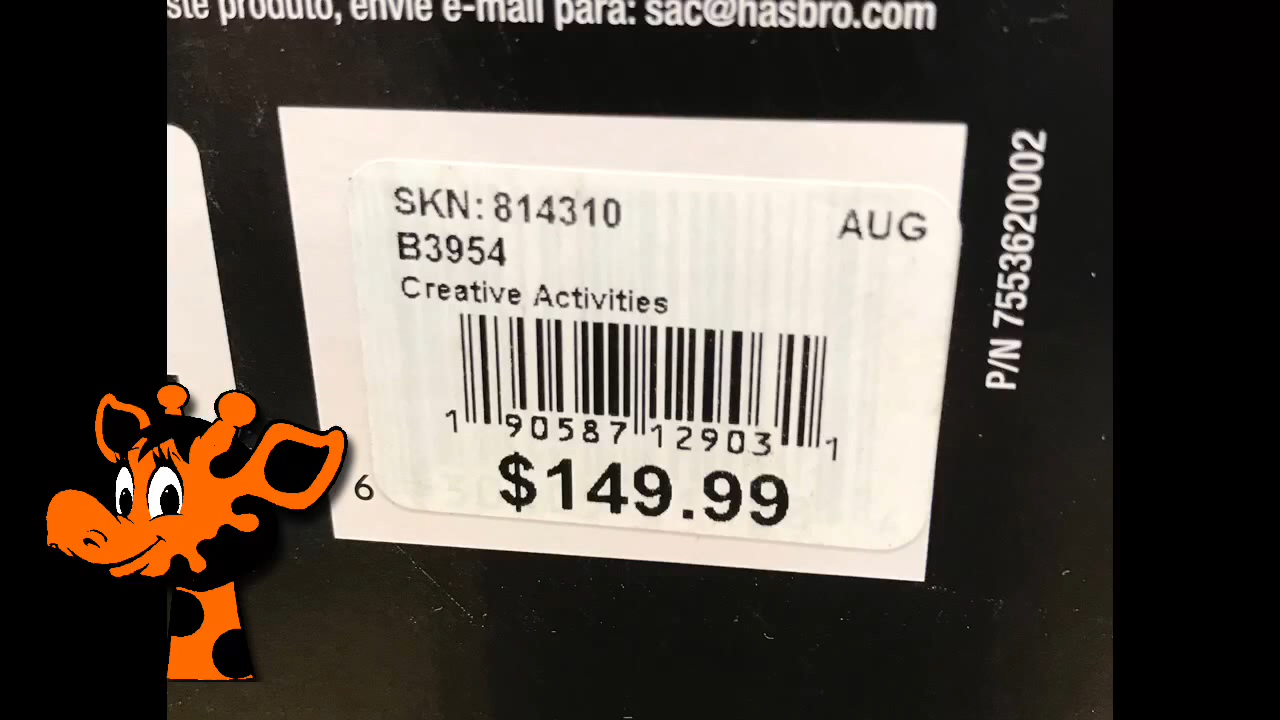 ste produto, envie e-mail para: sac@hasbro.com
SKN: 814310
AUG
B3954
Creative Activities
1 90587 12903 1
$149.99
6
P/N 7553620002